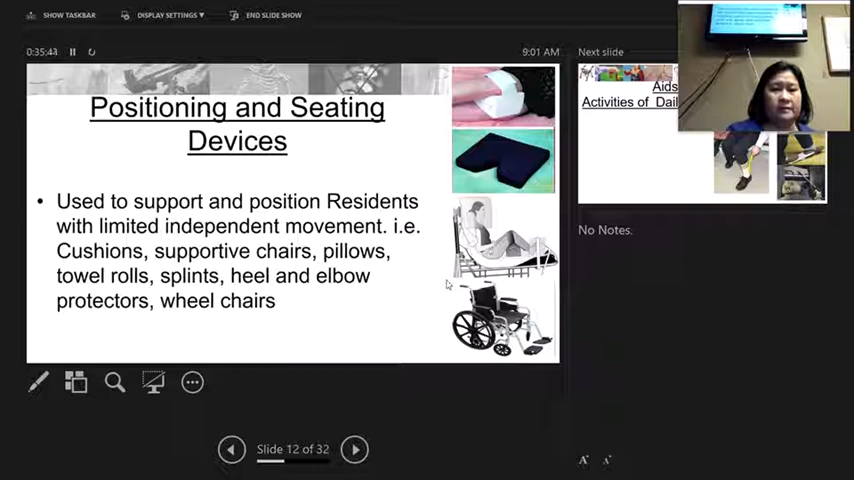 SHOW TASKBAR
DISPLAY SETTINGS ▼
END SLIDE SHOW
0:35:43
9:01 AM
Next slide
Positioning and Seating
Devices
• Used to support and position Residents
with limited independent movement. i.e.
Cushions, supportive chairs, pillows,
towel rolls, splints, heel and elbow
protectors, wheel chairs
Aids
Activities of Dail
No Notes.
Slide 12 of 32
A A